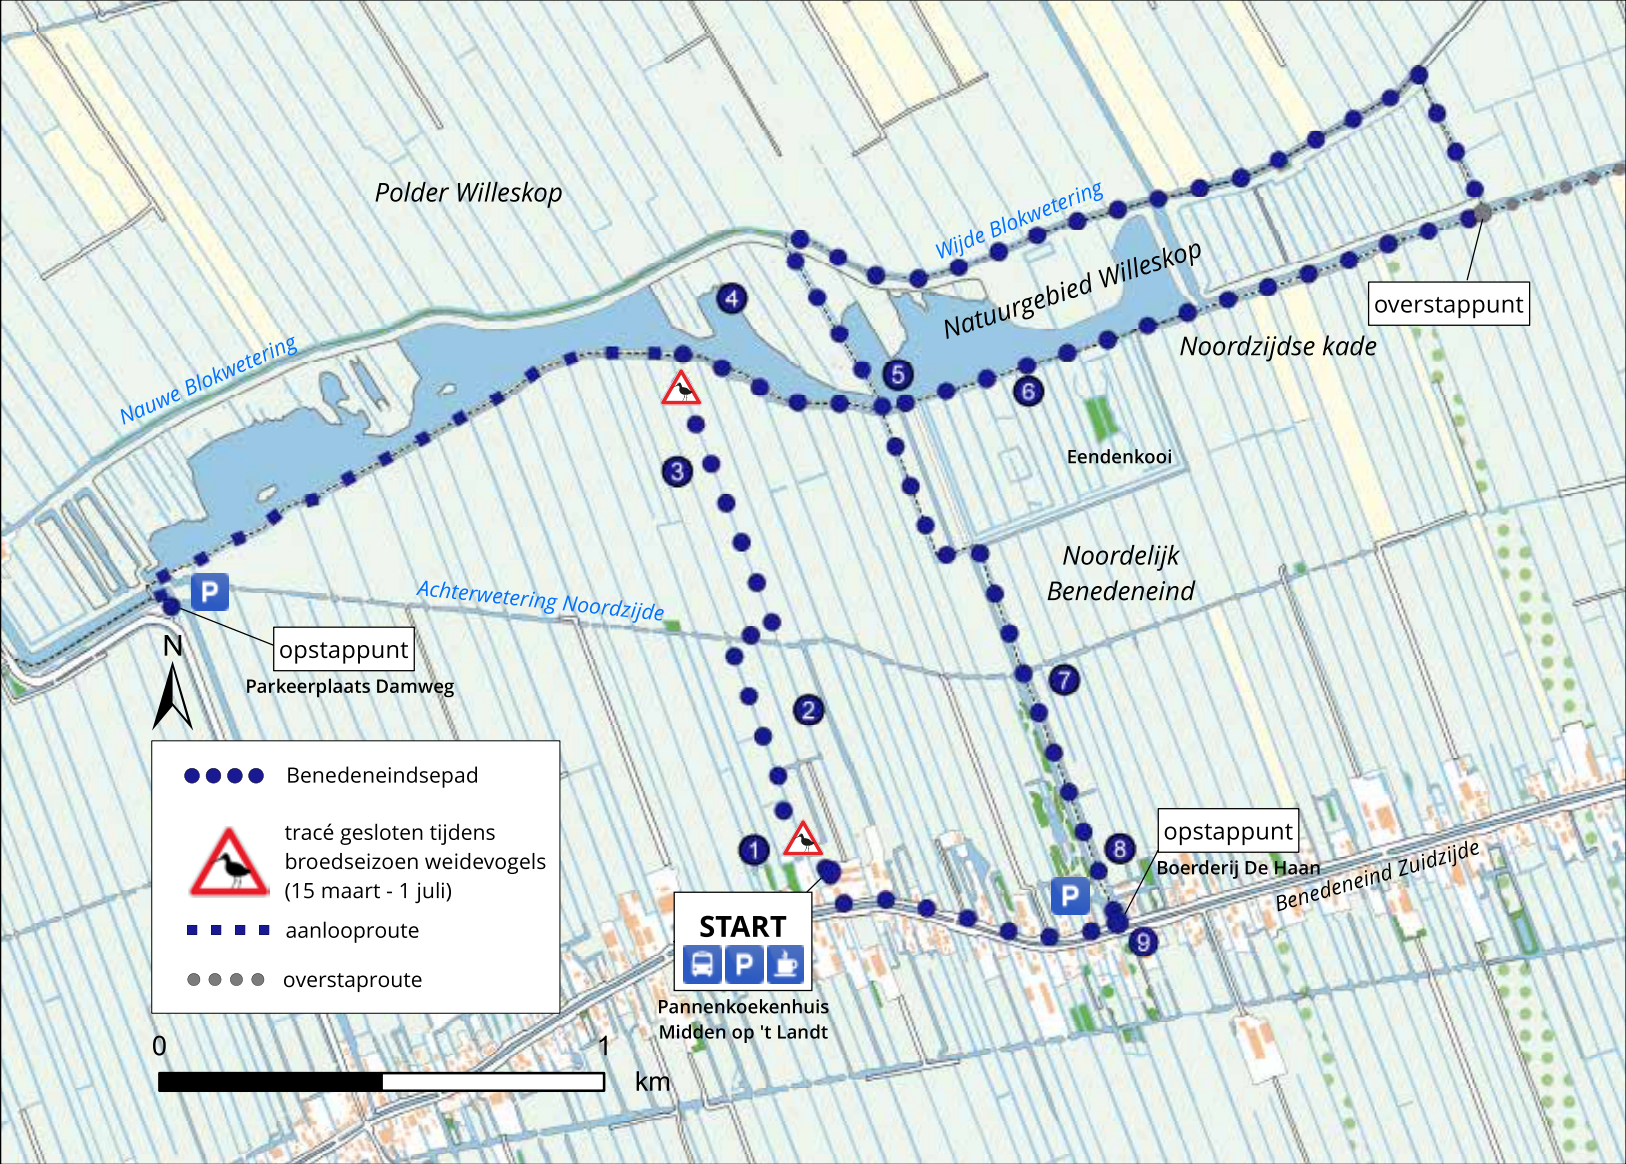 Polder Willeskop
Wijde Blokwetering
Natuurgebied Willeskop
4
overstappunt
Noordzijdse kade
Nauwe Blokwetering
5
6
Eendenkooi
3
Noordelijk
Benedeneind
P
Achterwetering Noordzijde
opstappunt
N
Parkeerplaats Damweg
7
2
Benedeneindsepad
tracé gesloten tijdens
broedseizoen weidevogels
(15 maart - 1 juli)
aanlooproute
overstaproute
1
8
opstappunt
Boerderij De Haan
Benedeneind Zuidzijde
P
9
START
P
Pannenkoekenhuis
Midden op 't Landt
0 1
km